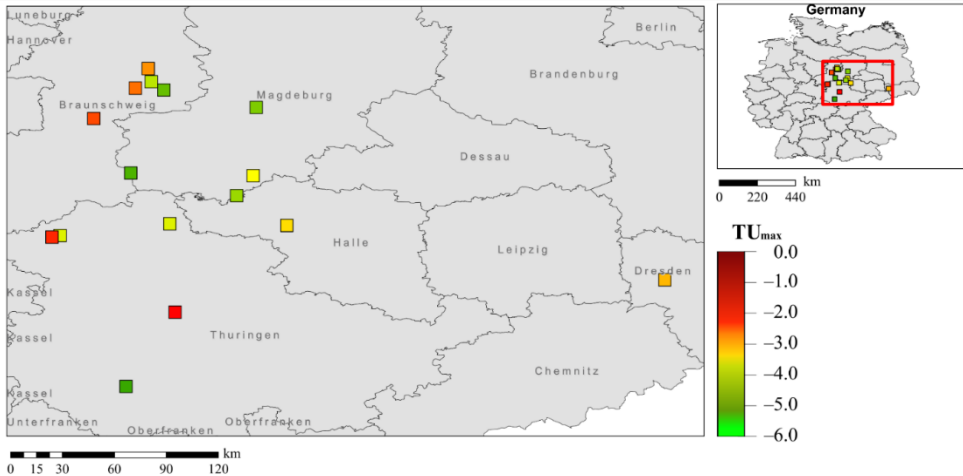 Luneburg
Hannover
Braunschweig
Magdeburg
Berlin
Brandenburg
Dessau
Halle
Leipzig
Dresden
Kassel
Kassel
Thuringen
Kassel
Chemnitz
Unterfranken
Oberfranken
Oberfranken
km
0 15 30 60 90 120
Germany
km
0 220 440
TUmax
0.0
–1.0
–2.0
–3.0
–4.0
–5.0
–6.0